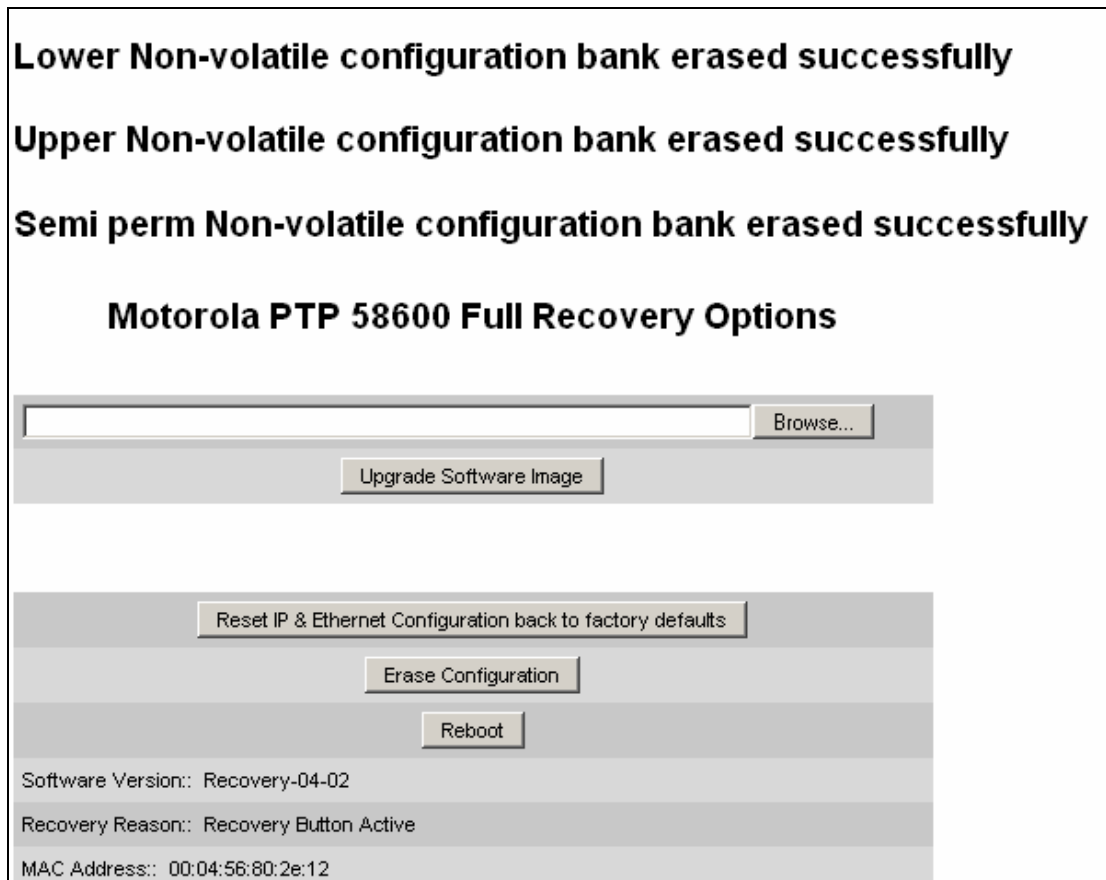 Lower Non-volatile configuration bank erased successfully
Upper Non-volatile configuration bank erased successfully
Semi perm Non-volatile configuration bank erased successfully
Motorola PTP 58600 Full Recovery Options
Browse...
Upgrade Software Image
Reset IP & Ethernet Configuration back to factory defaults
Erase Configuration
Reboot
Software Version:: Recovery-04-02
Recovery Reason:: Recovery Button Active
MAC Address:: 00:04:56:80:2e:12